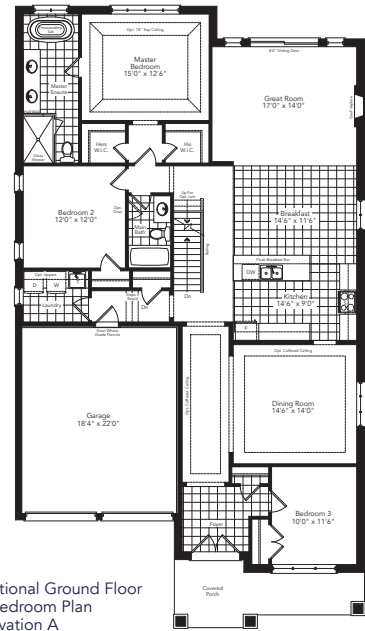 Opt. 10" Tray Ceiling
Master
Bedroom
15'0" x 12'6"
8'0" Sliding Door
Master
Ensuite
Great Room
17'0" x 14'0"
Gas Fireplace
Hers
W.I.C.
His
W.I.C.
Glass
Shower
Up For
Opt. Loft
Bedroom 2
12'0" x 12'0"
Opt.
Door
Main
Bath
Railing
Breakfast
14'6" x 11'6"
Flush Breakfast Bar
DW
Kitchen
14'6" x 9'0"
F
Opt. Uppers
D
W
Laundry
Dn
Dn
Door Where
Grade Permits
Opt. Coffered Ceiling
Opt. Coffered Ceiling
Dining Room
14'6" x 14'0"
Garage
18'4" x 22'0"
Foyer
Bedroom 3
10'0" x 11'6"
Covered
Porch
tional Ground Floor
edroom Plan
vation A